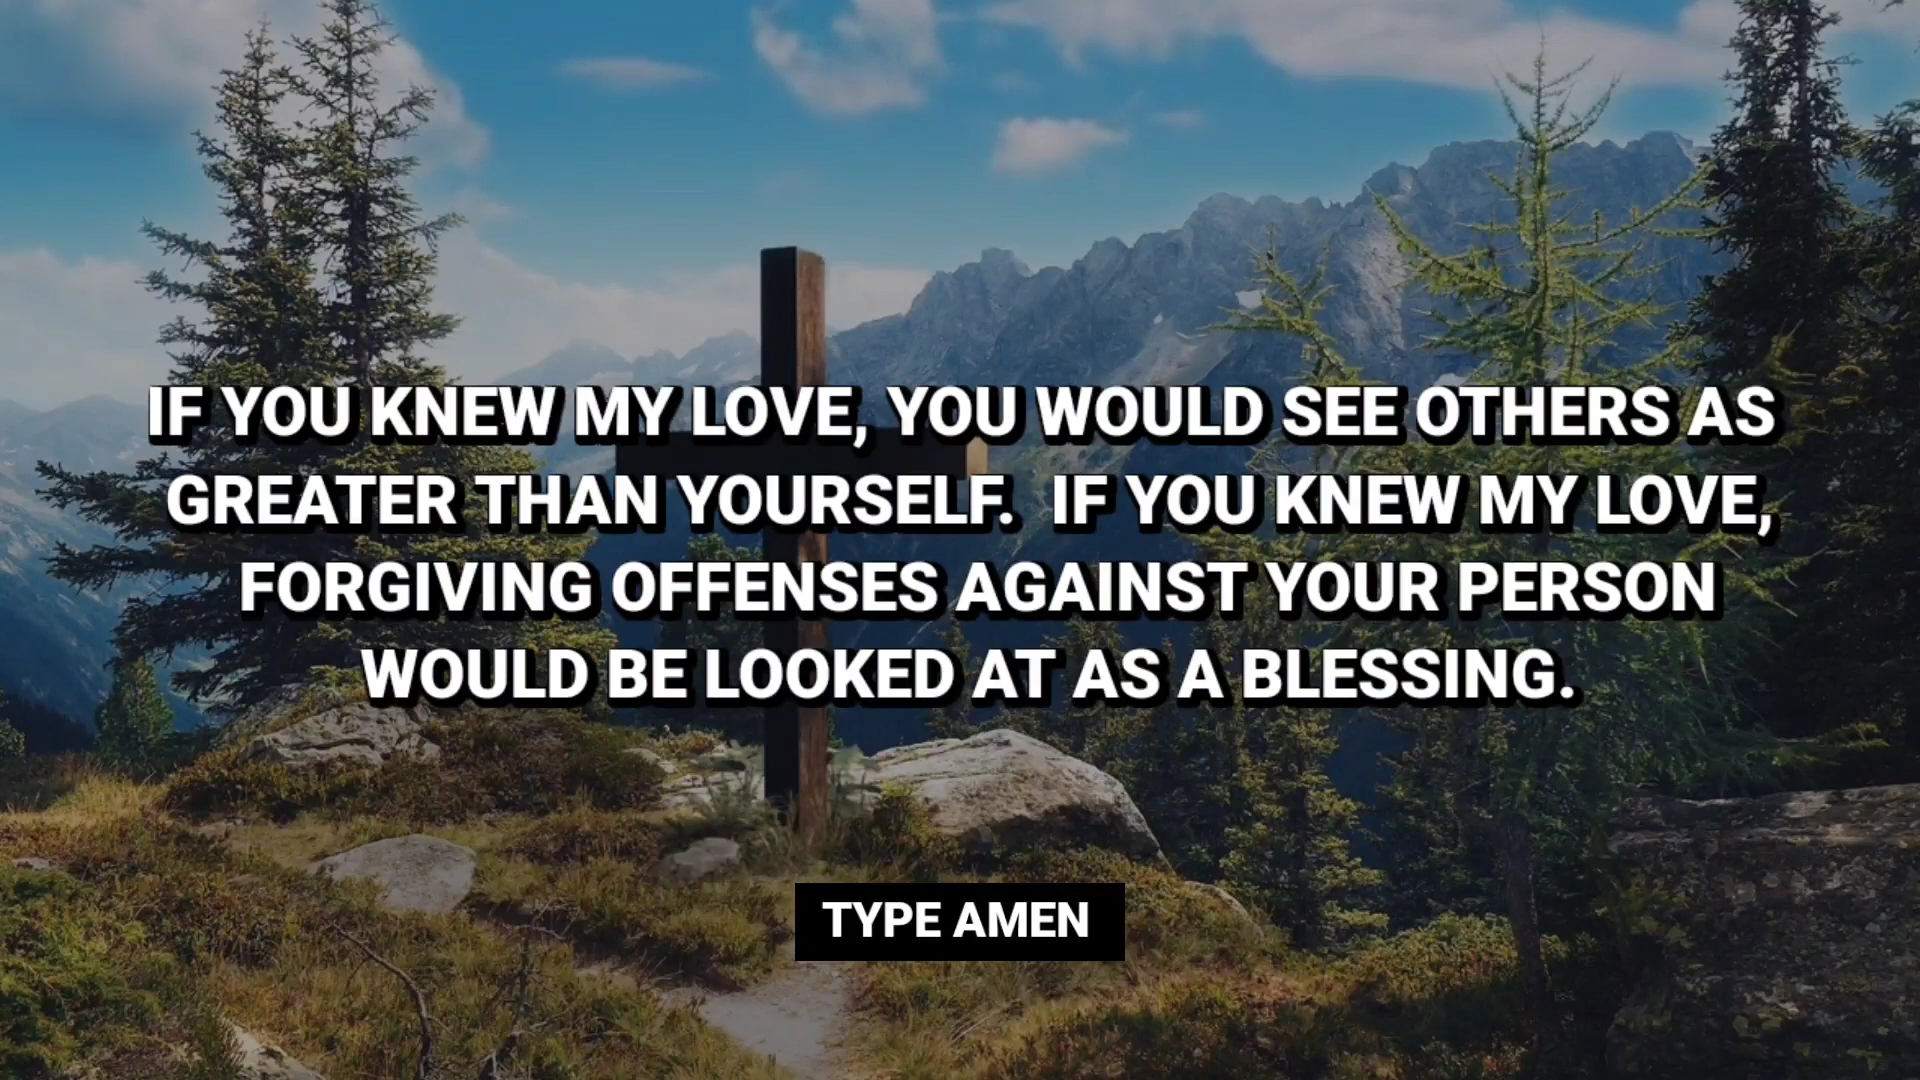 IF YOU KNEW MY LOVE, YOU WOULD SEE OTHERS AS
GREATER THAN YOURSELF. IF YOU KNEW MY LOVE,
FORGIVING OFFENSES AGAINST YOUR PERSON
WOULD BE LOOKED AT AS A BLESSING.
TYPE AMEN